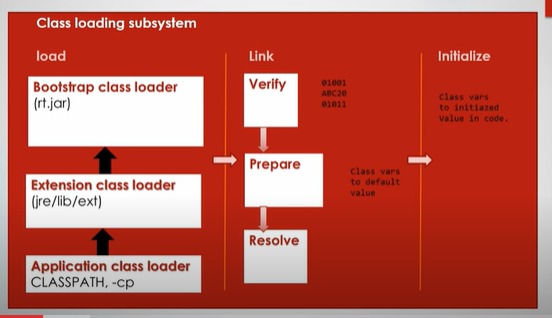 Class loading subsystem
load
Bootstrap class loader
(rt.jar)
Extension class loader
(jre/lib/ext)
Application class loader
CLASSPATH, -cp
Link
Verify
01001
ABC20
01011
Prepare
Class vars
to default
value
Resolve
Initialize
Class vars
to initiazed
Value in code.